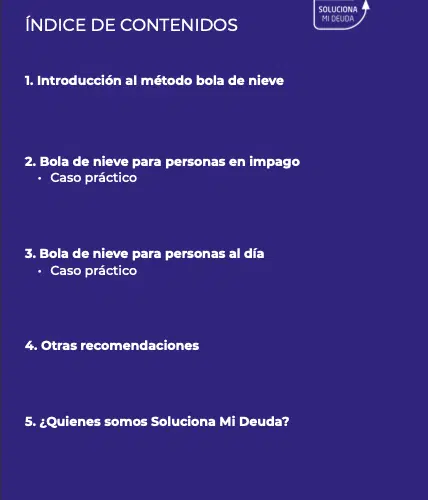 SOLUCIONA
MI DEUDA
ÍNDICE DE CONTENIDOS
1. Introducción al método bola de nieve
2. Bola de nieve para personas en impago
• Caso práctico
3. Bola de nieve para personas al día
• Caso práctico
4. Otras recomendaciones
5. ¿Quienes somos Soluciona Mi Deuda?